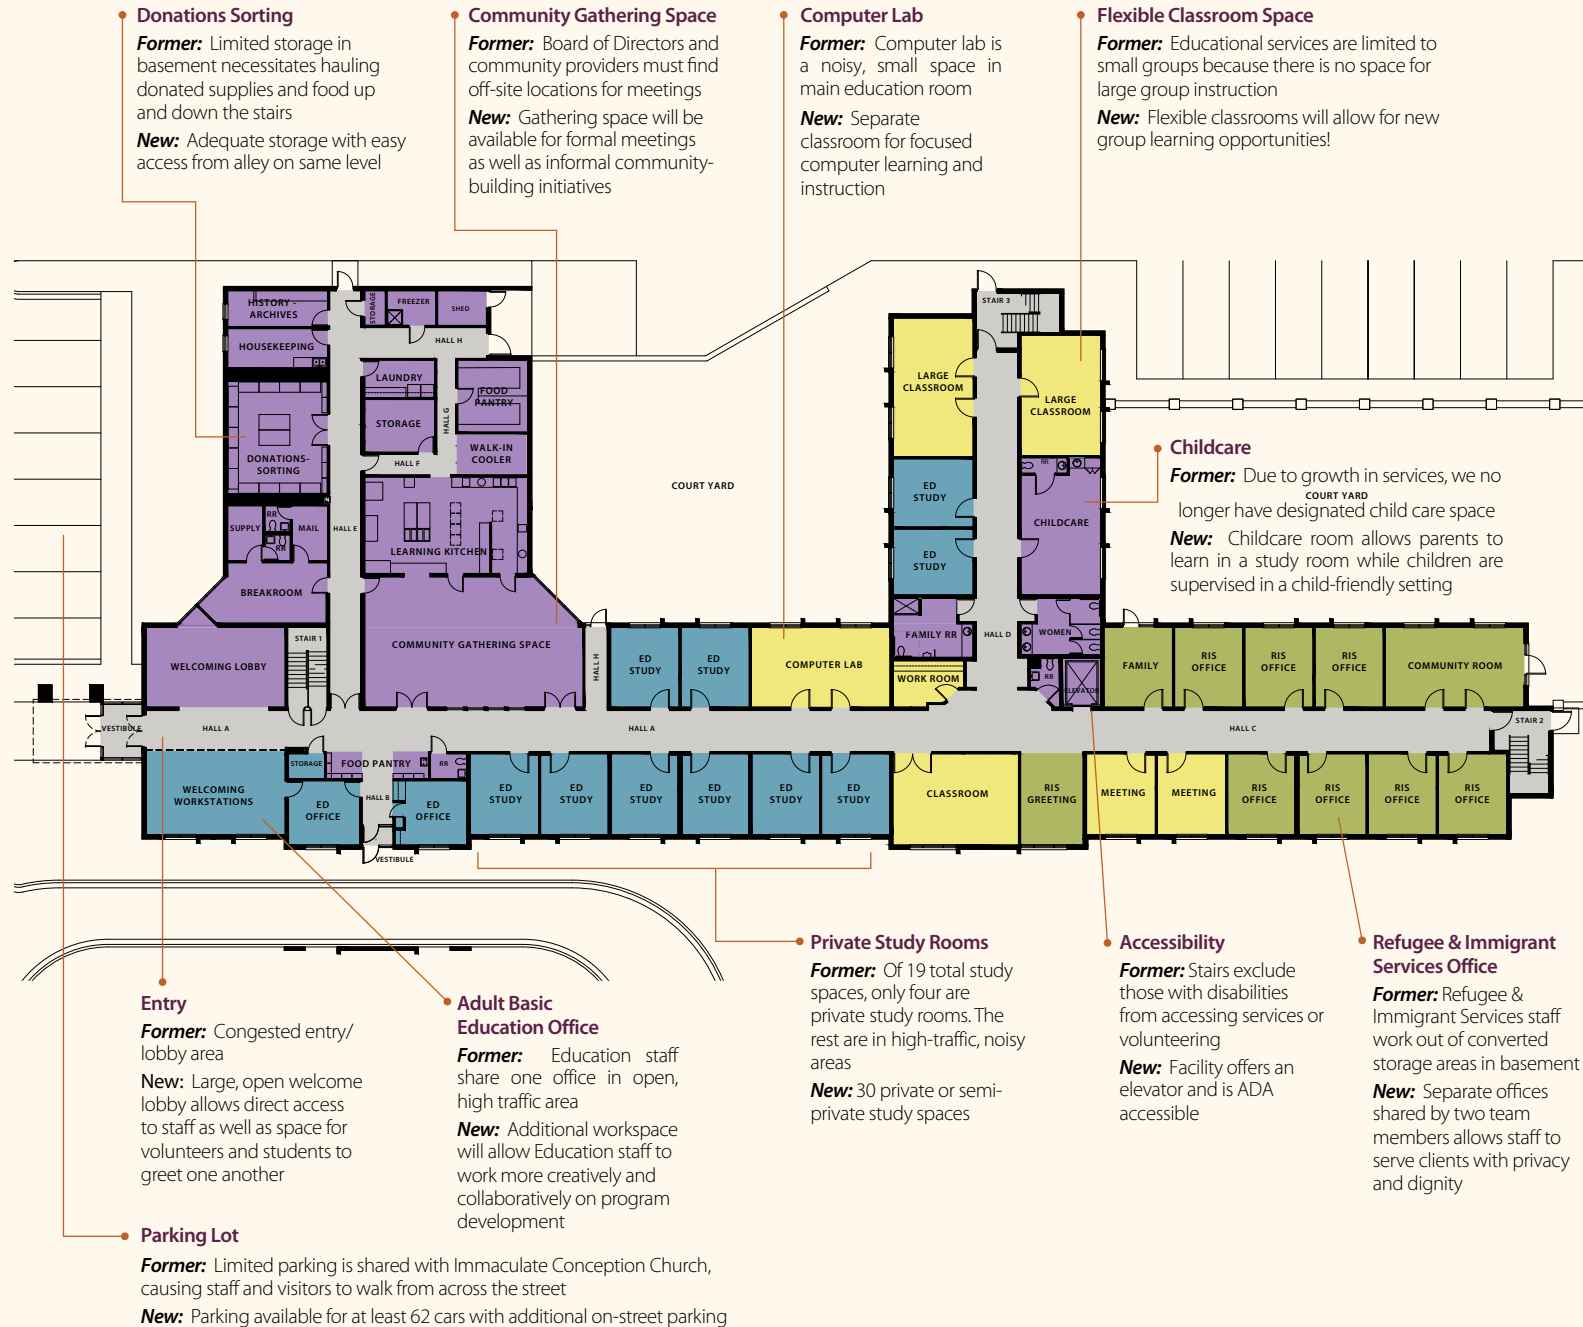 Donations Sorting
Former: Limited storage in
basement necessitates hauling
donated supplies and food up
and down the stairs
New: Adequate storage with easy
access from alley on same level
Community Gathering Space
Former: Board of Directors and
community providers must find
off-site locations for meetings
New: Gathering space will be
available for formal meetings
as well as informal community-
building initiatives
Computer Lab
Former: Computer lab is
a noisy, small space in
main education room
New: Separate
classroom for focused
computer learning and
instruction
Flexible Classroom Space
Former: Educational services are limited to
small groups because there is no space for
large group instruction
New: Flexible classrooms will allow for new
group learning opportunities!
HISTORY -
ARCHIVES
STORAGE
FREEZER
SHED
HALL H
HOUSEKEEPING
LAUNDRY
FOOD
PANTRY
STORAGE
HALL G
WALK-IN
COOLER
HALL F
DONATIONS-
SORTING
SUPPLY
RR
MAIL
RR
HALL E
LEARNING KITCHEN
BREAKROOM
STAIR 1
WELCOMING LOBBY
COMMUNITY GATHERING SPACE
HALL H
ED
STUDY
ED
STUDY
COMPUTER LAB
COURT YARD
STAIR 3
LARGE
CLASSROOM
LARGE
CLASSROOM
ED
STUDY
ED
STUDY
RR
CHILDCARE
FAMILY RR
HALL D
WOMEN
WORK ROOM
RR
ELEVATOR
Childcare
Former: Due to growth in services, we no
COURT YARD
longer have designated child care space
New: Childcare room allows parents to
learn in a study room while children are
supervised in a child-friendly setting
FAMILY
RIS
OFFICE
RIS
OFFICE
RIS
OFFICE
COMMUNITY ROOM
VESTIBULE
HALL A
HALL A
HALL C
STAIR 2
WELCOMING
WORKSTATIONS
STORAGE
FOOD PANTRY
RR
HALL B
ED
OFFICE
ED
OFFICE
VESTIBULE
ED
STUDY
ED
STUDY
ED
STUDY
ED
STUDY
ED
STUDY
ED
STUDY
CLASSROOM
RIS
GREETING
MEETING
MEETING
RIS
OFFICE
RIS
OFFICE
RIS
OFFICE
RIS
OFFICE
Entry
Former: Congested entry/
lobby area
New: Large, open welcome
lobby allows direct access
to staff as well as space for
volunteers and students to
greet one another
Adult Basic
Education Office
Former: Education staff
share one office in open,
high traffic area
New: Additional workspace
will allow Education staff to
work more creatively and
collaboratively on program
development
Private Study Rooms
Former: Of 19 total study
spaces, only four are
private study rooms. The
rest are in high-traffic, noisy
areas
New: 30 private or semi-
private study spaces
Accessibility
Former: Stairs exclude
those with disabilities
from accessing services or
volunteering
New: Facility offers an
elevator and is ADA
accessible
Refugee & Immigrant
Services Office
Former: Refugee &
Immigrant Services staff
work out of converted
storage areas in basement
New: Separate offices
shared by two team
members allows staff to
serve clients with privacy
and dignity
Parking Lot
Former: Limited parking is shared with Immaculate Conception Church,
causing staff and visitors to walk from across the street
New: Parking available for at least 62 cars with additional on-street parking